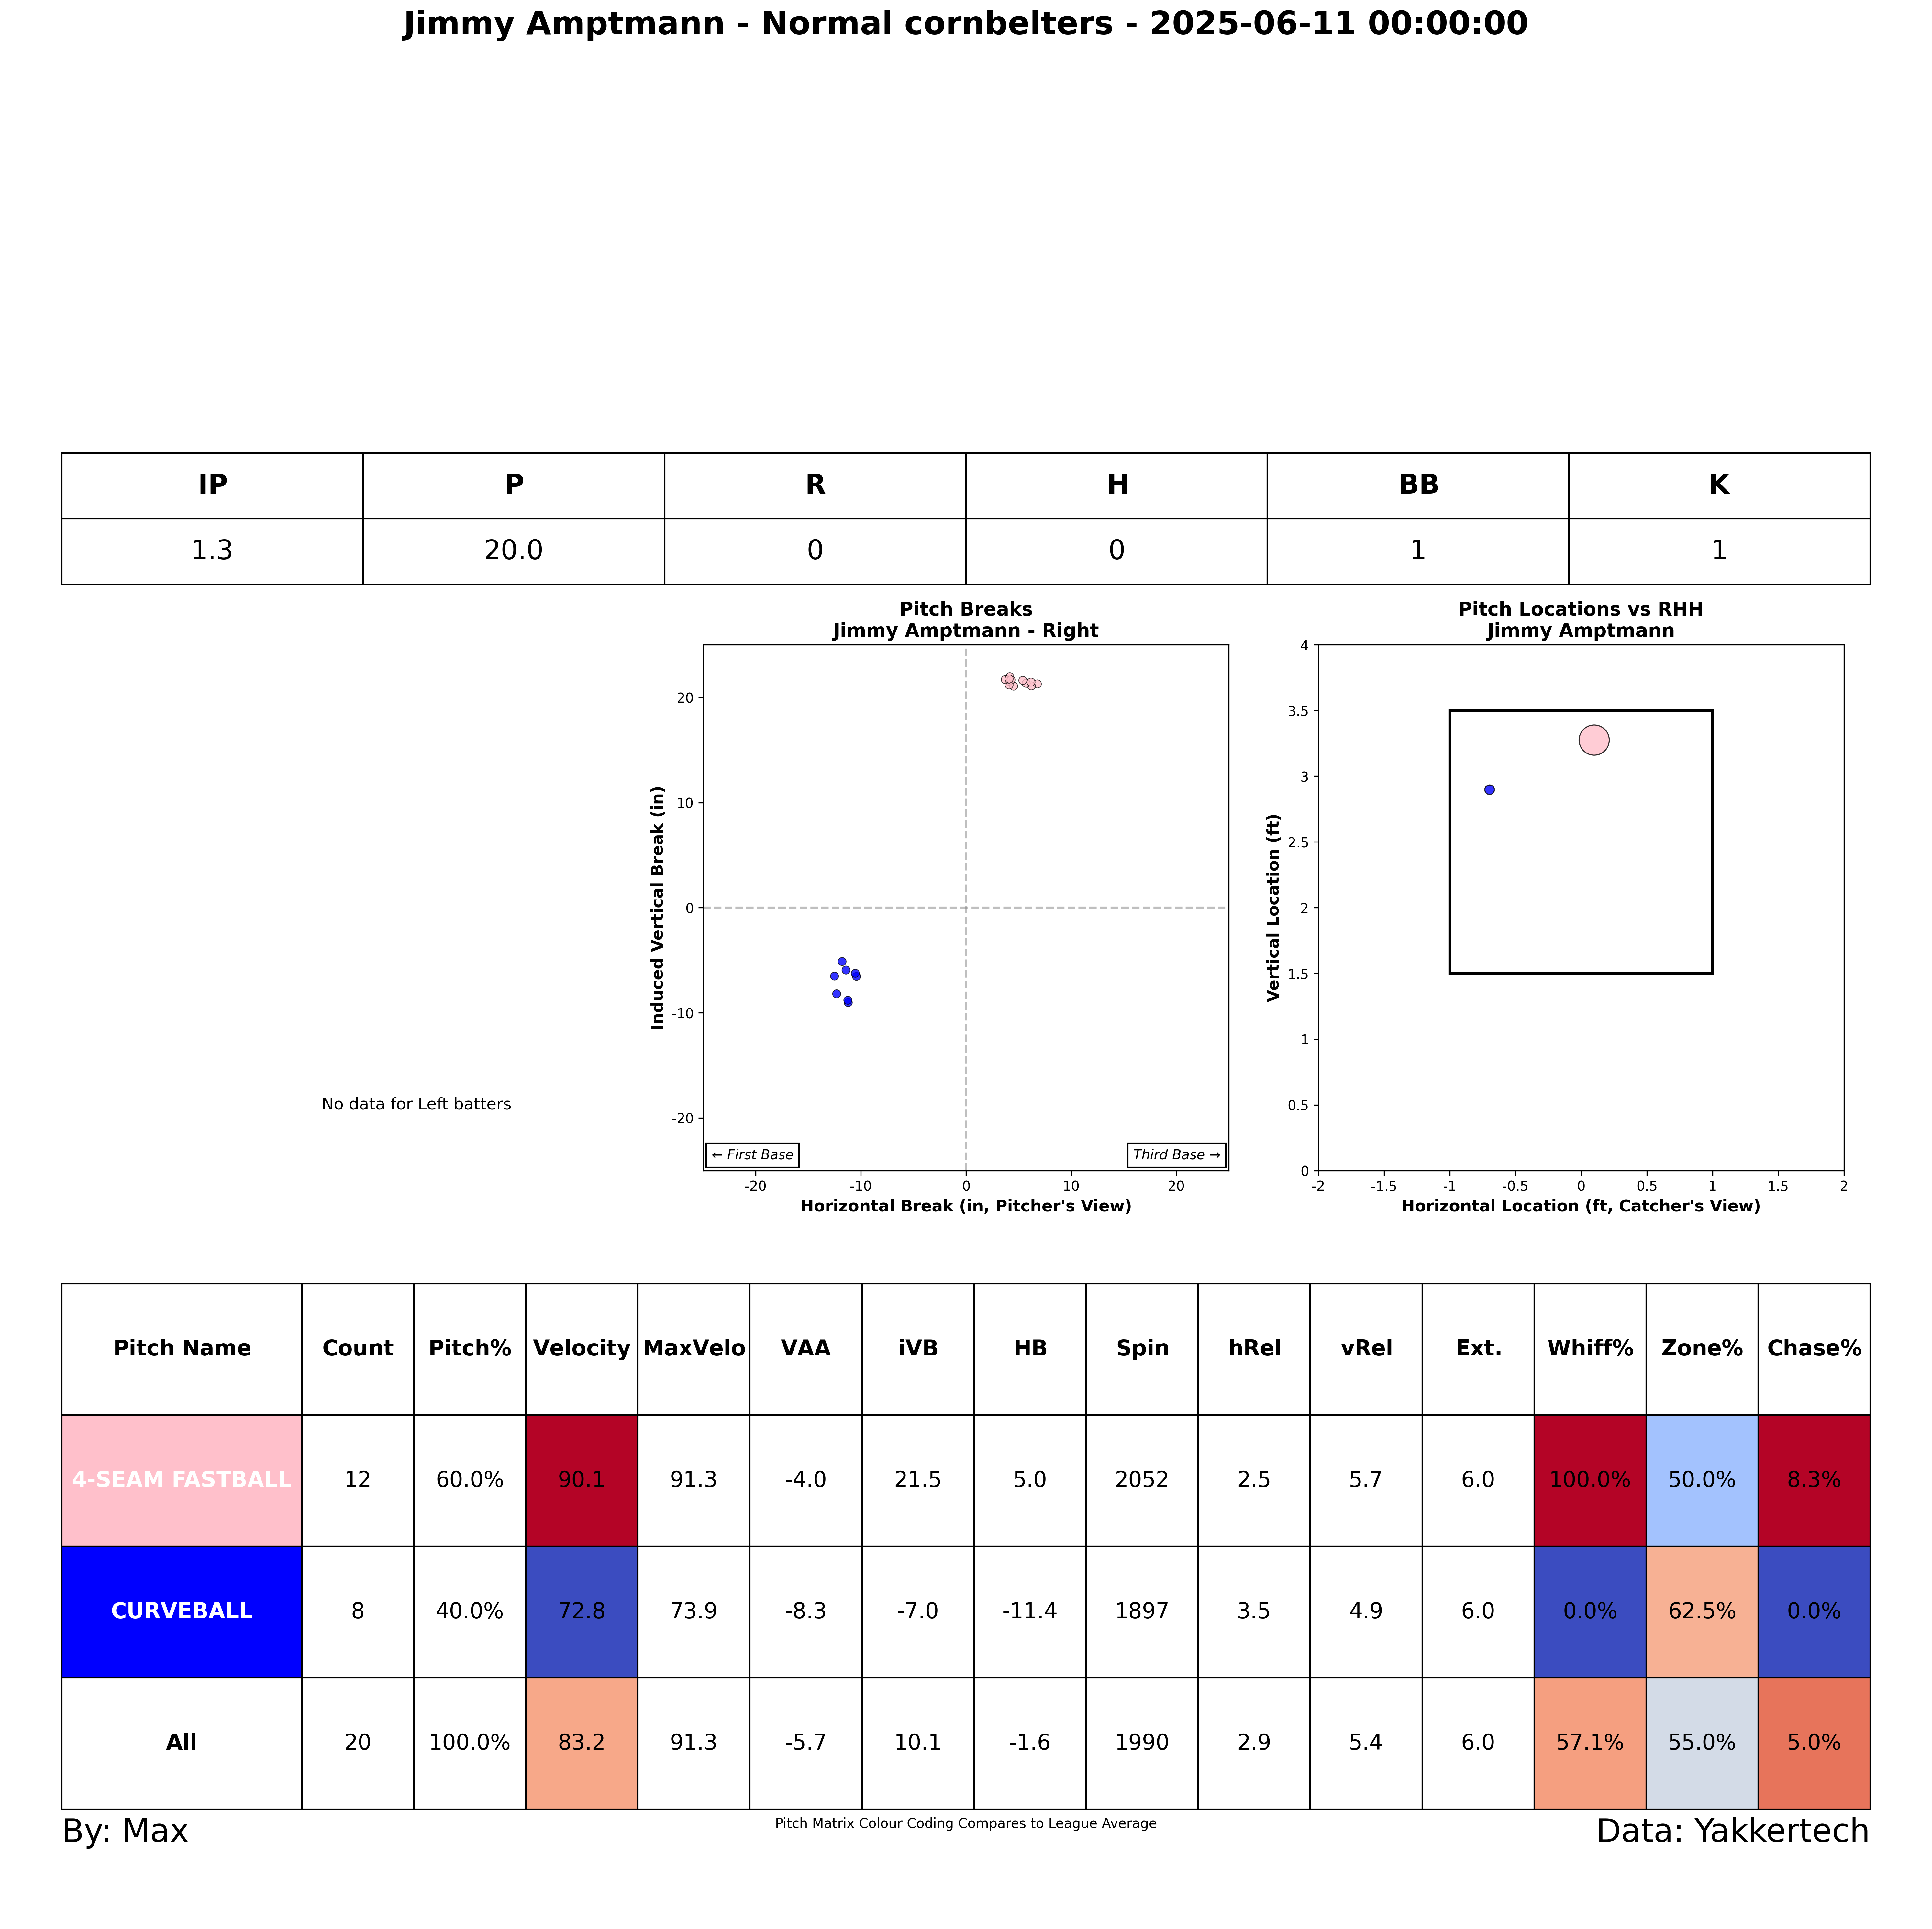 Jimmy Amptmann - Normal cornbelters - 2025-06-11 00:00:00
IP P R H BB K
1.3 20.0 0 0 1 1
No data for Left batters
Pitch Breaks
Jimmy Amptmann - Right
Induced Vertical Break (in)
20
10
0
-10
-20
← First Base
Third Base →
-20 -10 0 10 20
Horizontal Break (in, Pitcher's View)
Pitch Locations vs RHH
Jimmy Amptmann
Vertical Location (ft)
4
3.5
3
2.5
2
1.5
1
0.5
0
-2 -1.5 -1 -0.5 0 0.5 1 1.5 2
Horizontal Location (ft, Catcher's View)
Pitch Name Count Pitch% Velocity MaxVelo VAA iVB HB Spin hRel vRel Ext. Whiff% Zone% Chase%
4-SEAM FASTBALL 12 60.0% 90.1 91.3 -4.0 21.5 5.0 2052 2.5 5.7 6.0 100.0% 50.0% 8.3%
CURVEBALL 8 40.0% 72.8 73.9 -8.3 -7.0 -11.4 1897 3.5 4.9 6.0 0.0% 62.5% 0.0%
All 20 100.0% 83.2 91.3 -5.7 10.1 -1.6 1990 2.9 5.4 6.0 57.1% 55.0% 5.0%
By: Max
Pitch Matrix Colour Coding Compares to League Average
Data: Yakkertech